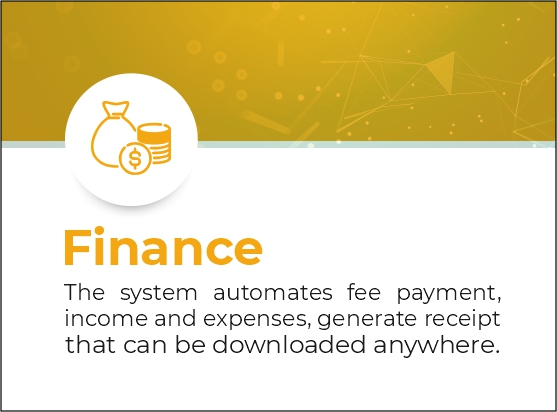 Finance
The system automates fee payment,
income and expenses, generate receipt
that can be downloaded anywhere.